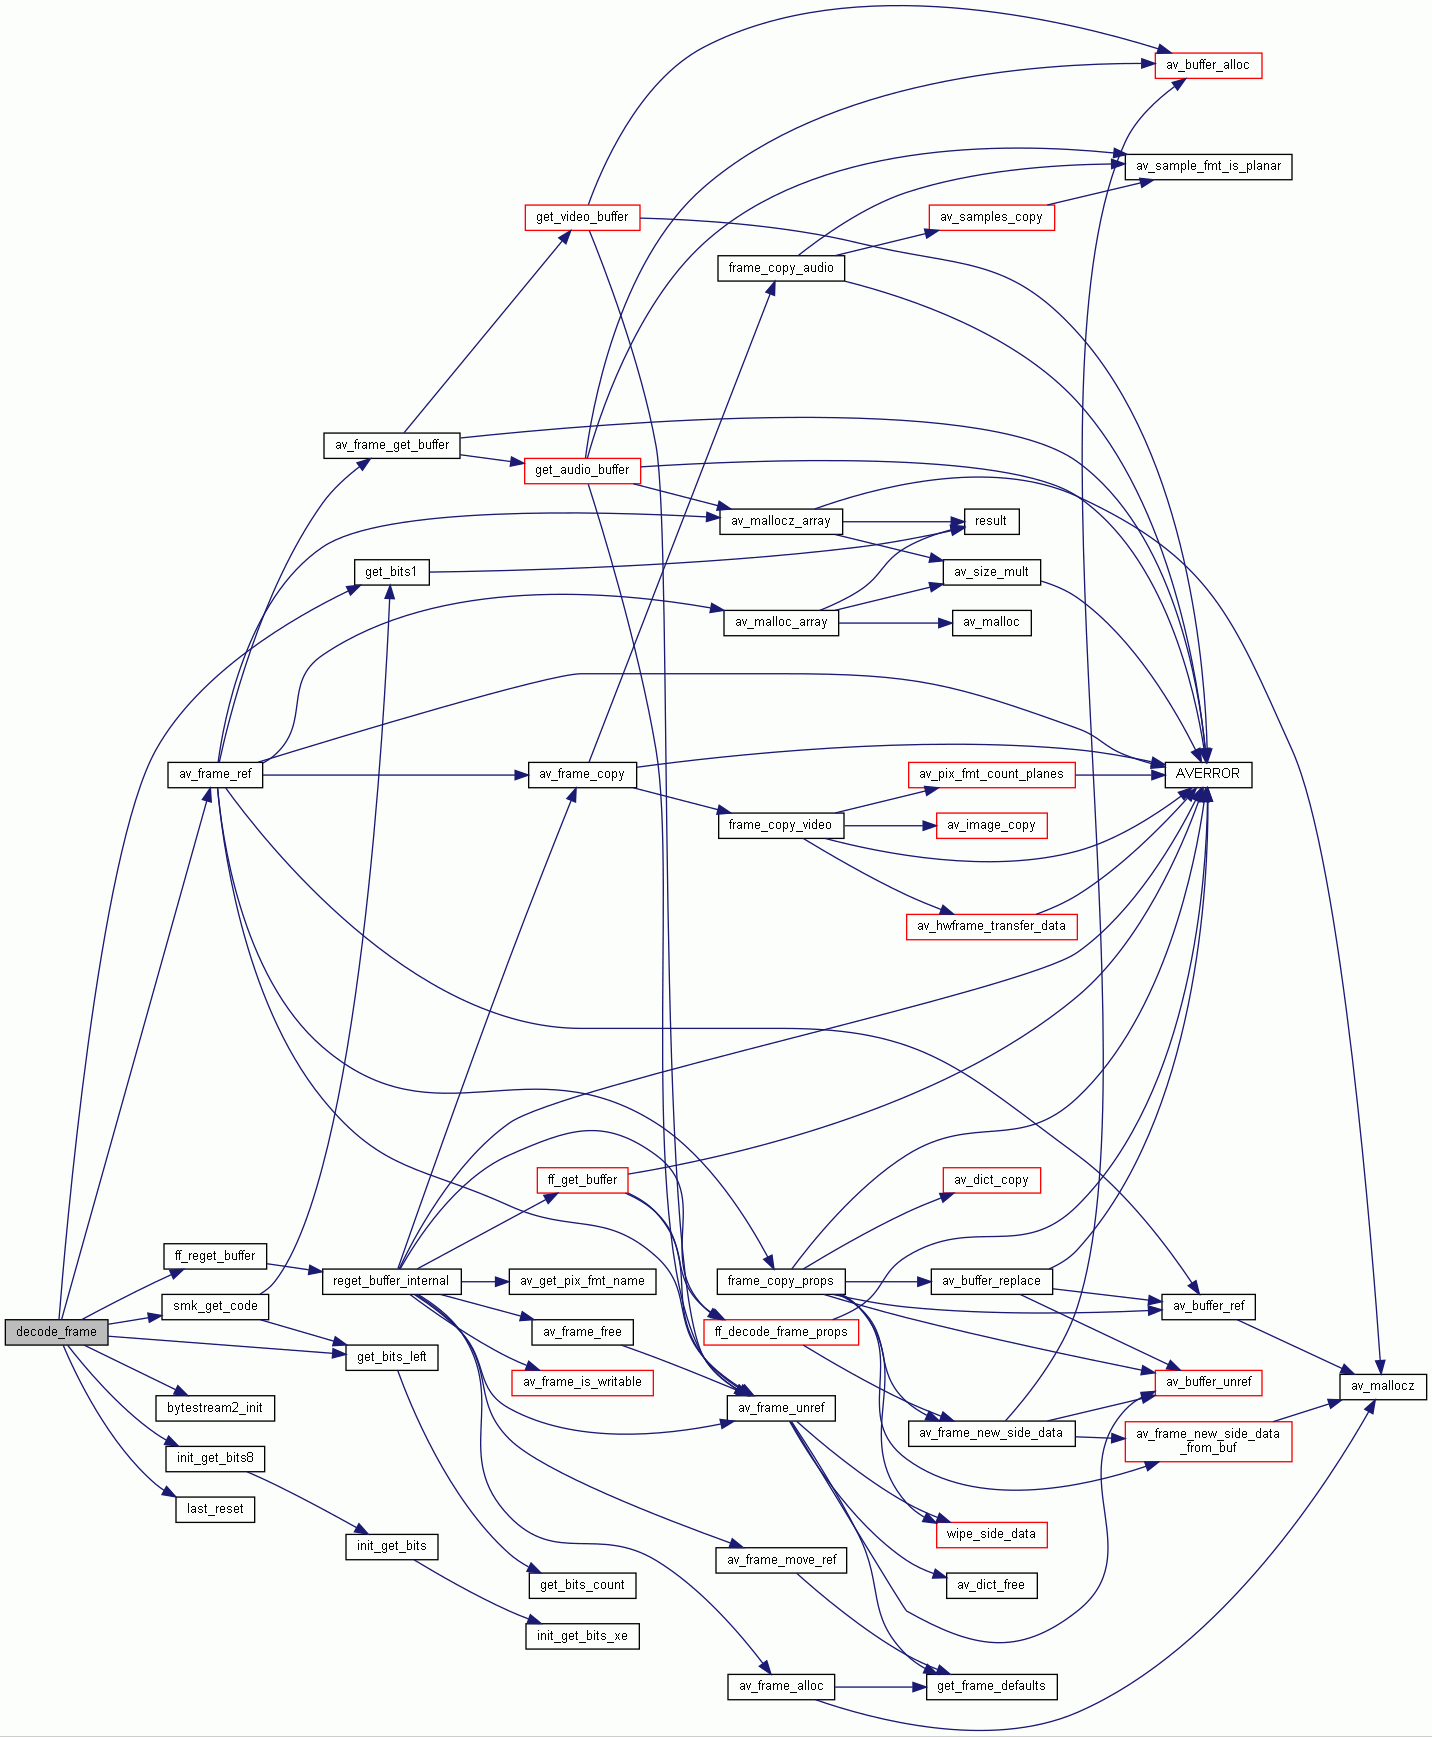 av_buffer_alloc
av_sample_fmt_is_planar
get_video_buffer
av_samples_copy
frame_copy_audio
av_frame_get_buffer
get_audio_buffer
av_mallocz_array
result
get_bits1
av_size_mult
av_malloc_array
av_malloc
av_frame_ref
av_frame_copy
av_pix_fmt_count_planes
AVERROR
frame_copy_video
av_image_copy
av_hwframe_transfer_data
ff_get_buffer
av_dict_copy
ff_reget_buffer
reget_buffer_internal
av_get_pix_fmt_name
frame_copy_props
av_buffer_replace
smk_get_code
av_buffer_ref
decode_frame
av_frame_free
ff_decode_frame_props
get_bits_left
av_frame_is_writable
av_buffer_unref
av_mallocz
bytestream2_init
av_frame_unref
av_frame_new_side_data
av_frame_new_side_data
_from_buf
init_get_bits8
last_reset
wipe_side_data
init_get_bits
av_frame_move_ref
get_bits_count
av_dict_free
init_get_bits_xe
av_frame_alloc
get_frame_defaults